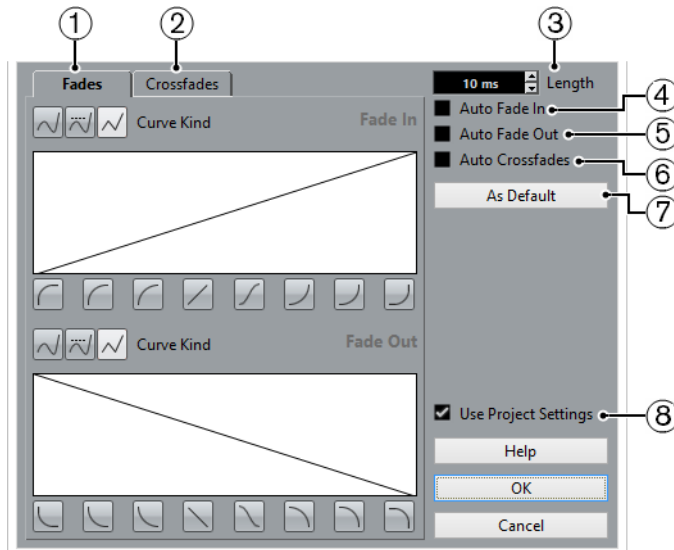 1 2 3
Fades Crossfades 10 ms Length
4
Auto Fade In
Curve Kind Fade In
5
Auto Fade Out
6
Auto Crossfades
As Default
7
Curve Kind Fade Out
Use Project Settings 8
Help
OK
Cancel